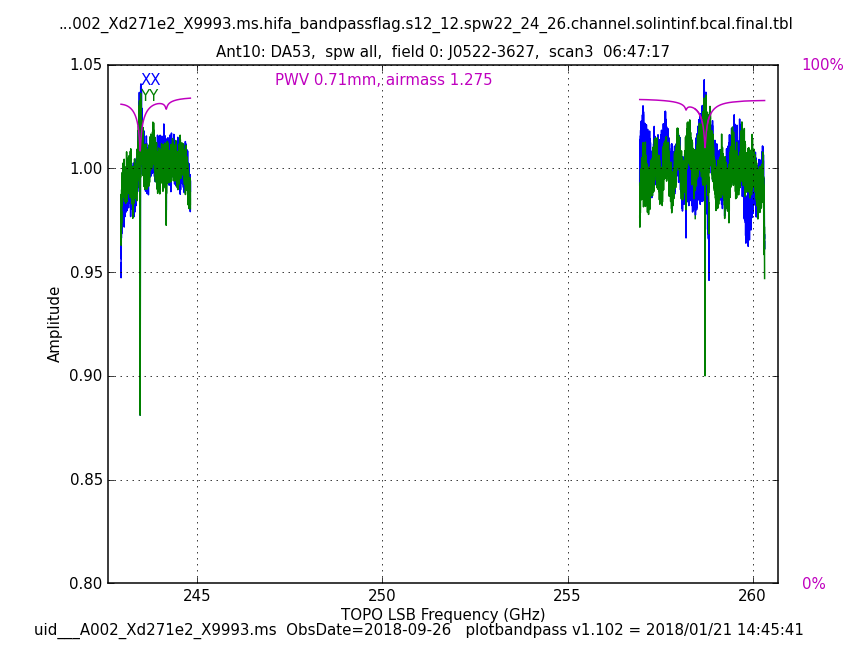 ...002_Xd271e2_X9993.ms.hifa_bandpassflag.s12_12.spw22_24_26.channel.solintinf.bcal.final.tbl
Ant10: DA53,  spw all,  field 0: J0522-3627,  scan3  06:47:17
1.05
XX
YY
PWV 0.71mm, airmass 1.275
100%
1.00
0.95
Amplitude
0.90
0.85
0.80
0%
245
250
255
260
TOPO LSB Frequency (GHz)
uid___A002_Xd271e2_X9993.ms  ObsDate=2018-09-26   plotbandpass v1.102 = 2018/01/21 14:45:41